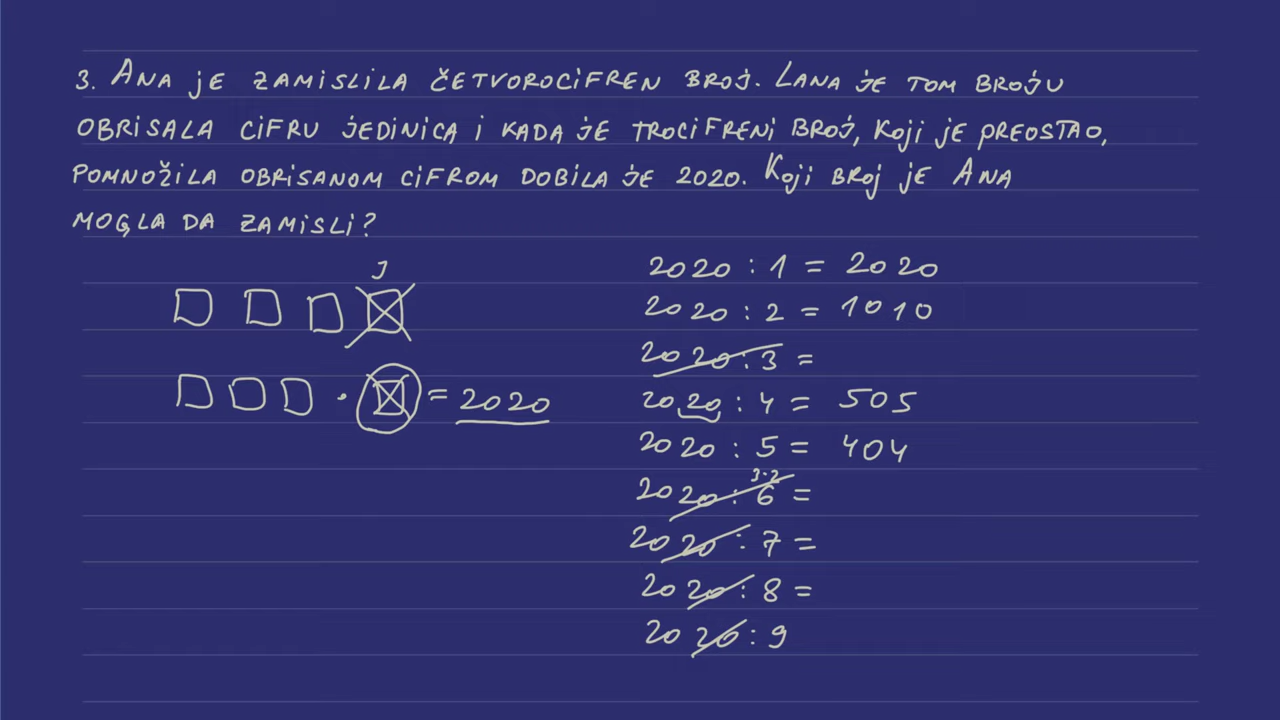 3. ANA JE ZAMISLILA ČETVOROCIFREN BROJ. LANA JE TOM BROJU
OBRISALA CIFRU JEDINICA I KADA JE TROCIFRENI BROJ, KOJI JE PREOSTAO,
POMNOŽILA OBRISANOM CIFROM DOBILA JE 2020. KOJI BROJ JE ANA
MOGLA DA ZAMISLI?
J
· = 2020
2020 : 1 = 2020
2020 : 2 = 1010
2020 : 3 =
2020 : 4 = 505
2020 : 5 = 404
3·2
2020 : 6 =
2020 : 7 =
2020 : 8 =
2020 : 9